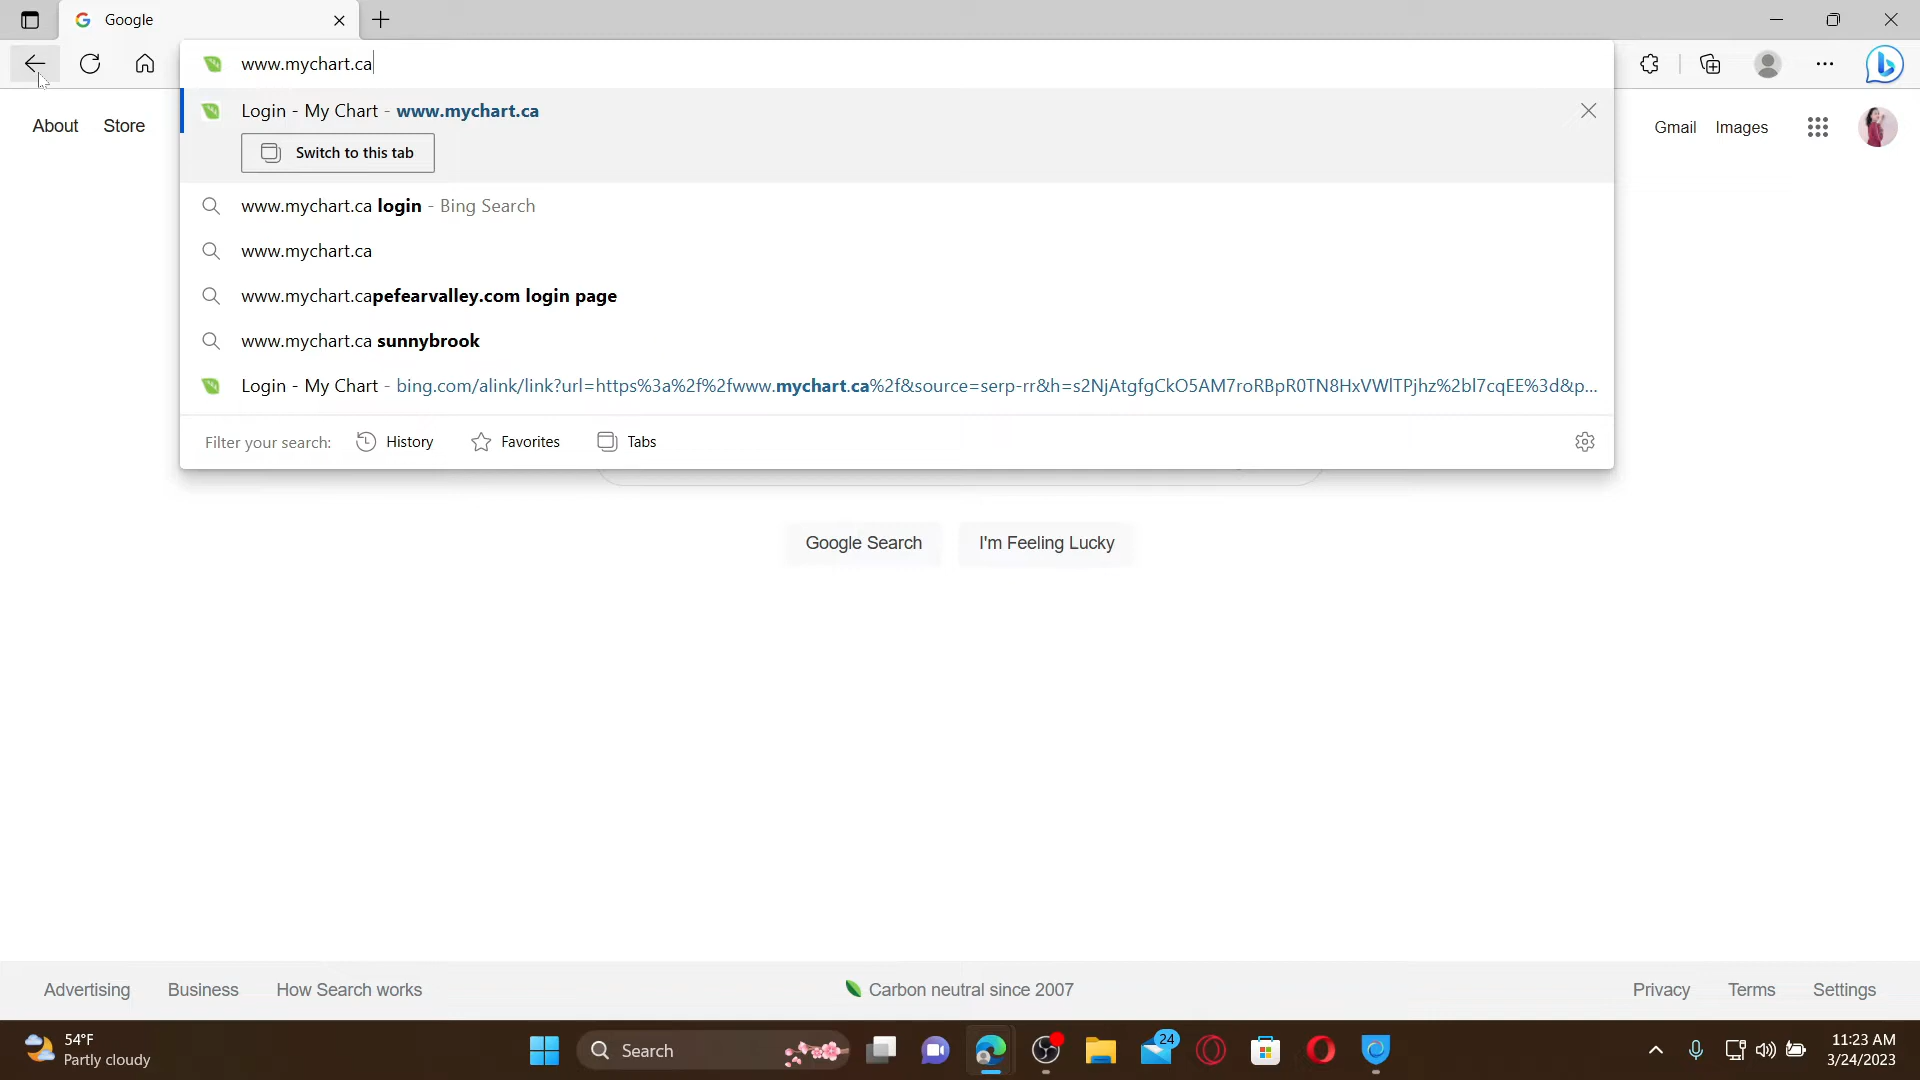 Google
www.mychart.ca
Login - My Chart - www.mychart.ca
Switch to this tab
About Store
Gmail Images
www.mychart.ca login - Bing Search
www.mychart.ca
www.mychart.capefearvalley.com login page
www.mychart.ca sunnybrook
Login - My Chart - bing.com/alink/link?url=https%3a%2f%2fwww.mychart.ca%2f&source=serp-rr&h=s2NjAtgfgCkO5AM7roRBpR0TN8HxVWlTPjhz%2bl7cqEE%3d&p...
Filter your search: History Favorites Tabs
Google Search I'm Feeling Lucky
Advertising Business How Search works Carbon neutral since 2007 Privacy Terms Settings
54°F
Partly cloudy
Search
24
11:23 AM
3/24/2023